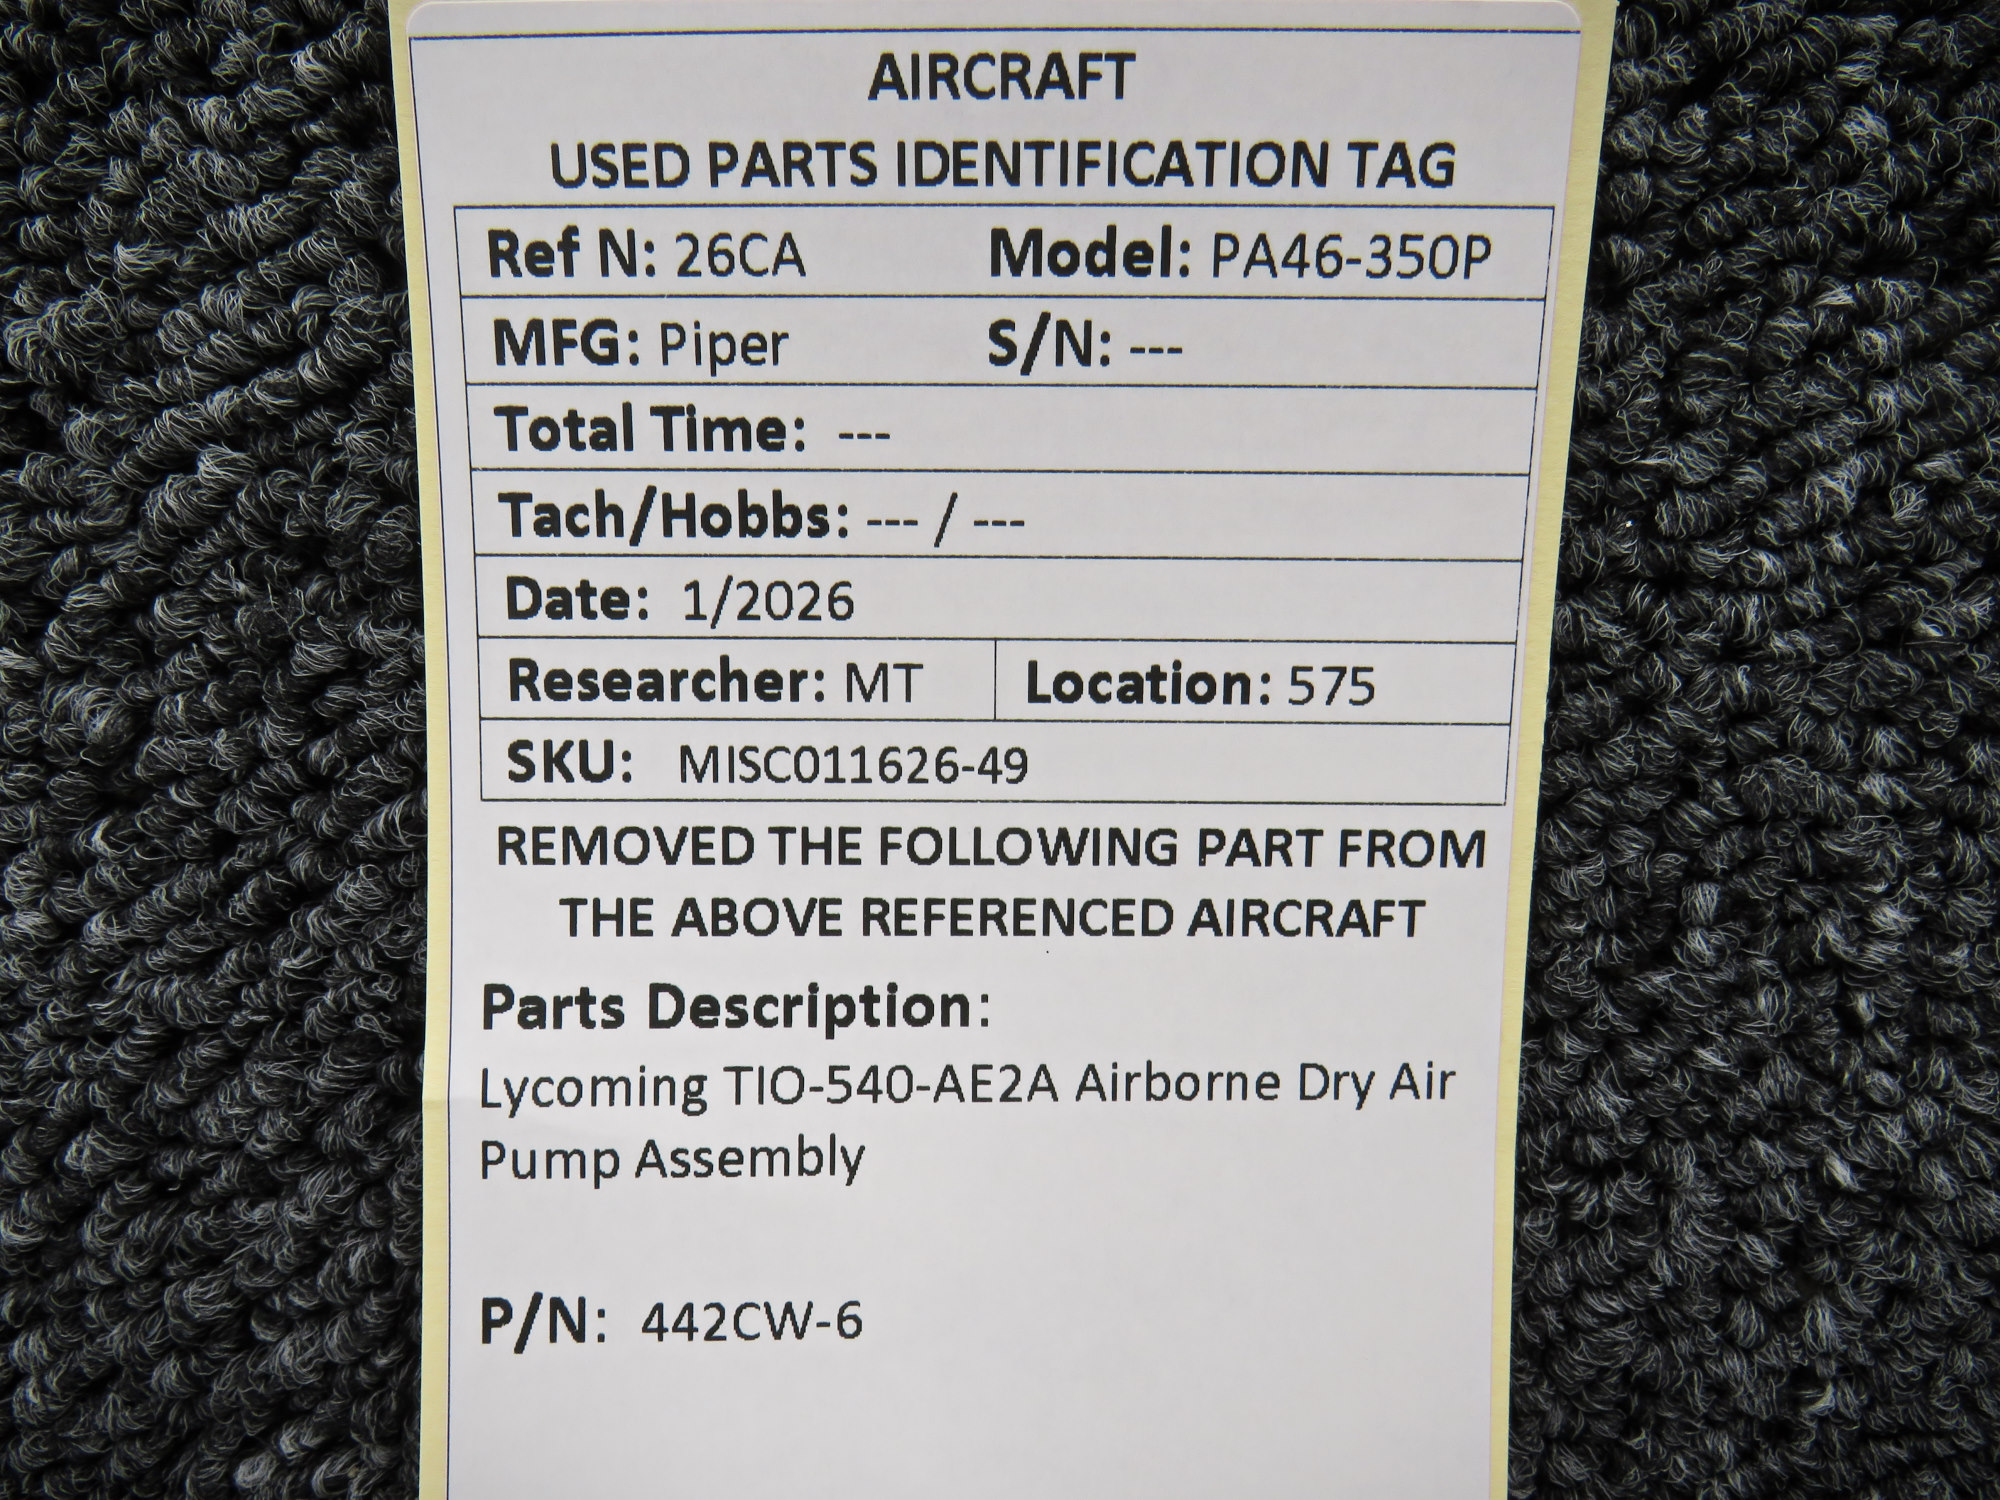 AIRCRAFT
USED PARTS IDENTIFICATION TAG
Ref N: 26CA Model: PA46-350P
MFG: Piper S/N: ---
Total Time: ---
Tach/Hobbs: --- / ---
Date: 1/2026
Researcher: MT Location: 575
SKU: MISC011626-49
REMOVED THE FOLLOWING PART FROM
THE ABOVE REFERENCED AIRCRAFT
Parts Description:
Lycoming TIO-540-AE2A Airborne Dry Air
Pump Assembly
P/N: 442CW-6